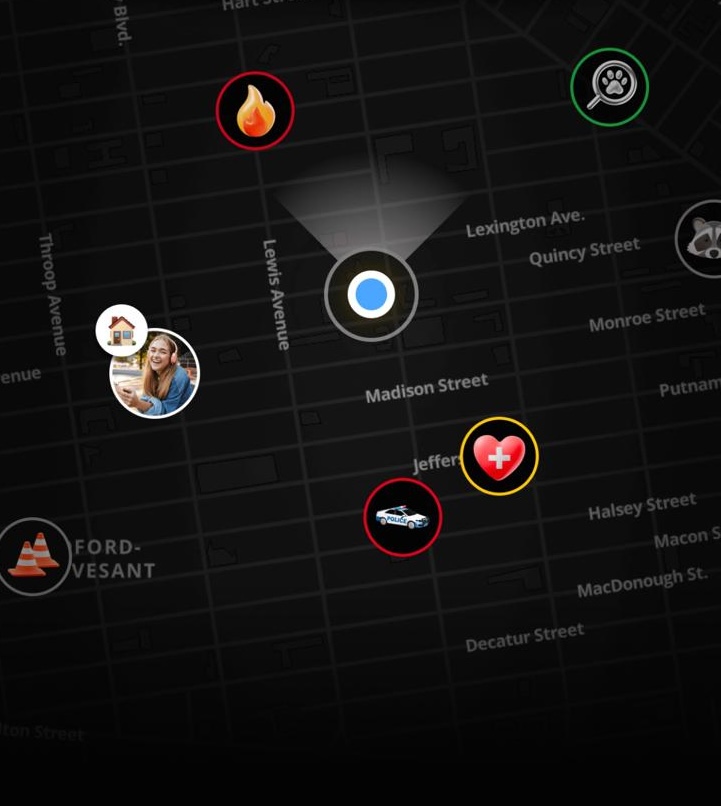 Hart Str
Blvd.
Lexington Ave.
Quincy Street
Throop Avenue
Lewis Avenue
Monroe Street
enue
Madison Street
Putnam
Jeffers
Halsey Street
POLICE
Macon S
FORD-
VESANT
MacDonough St.
Decatur Street
lton Street